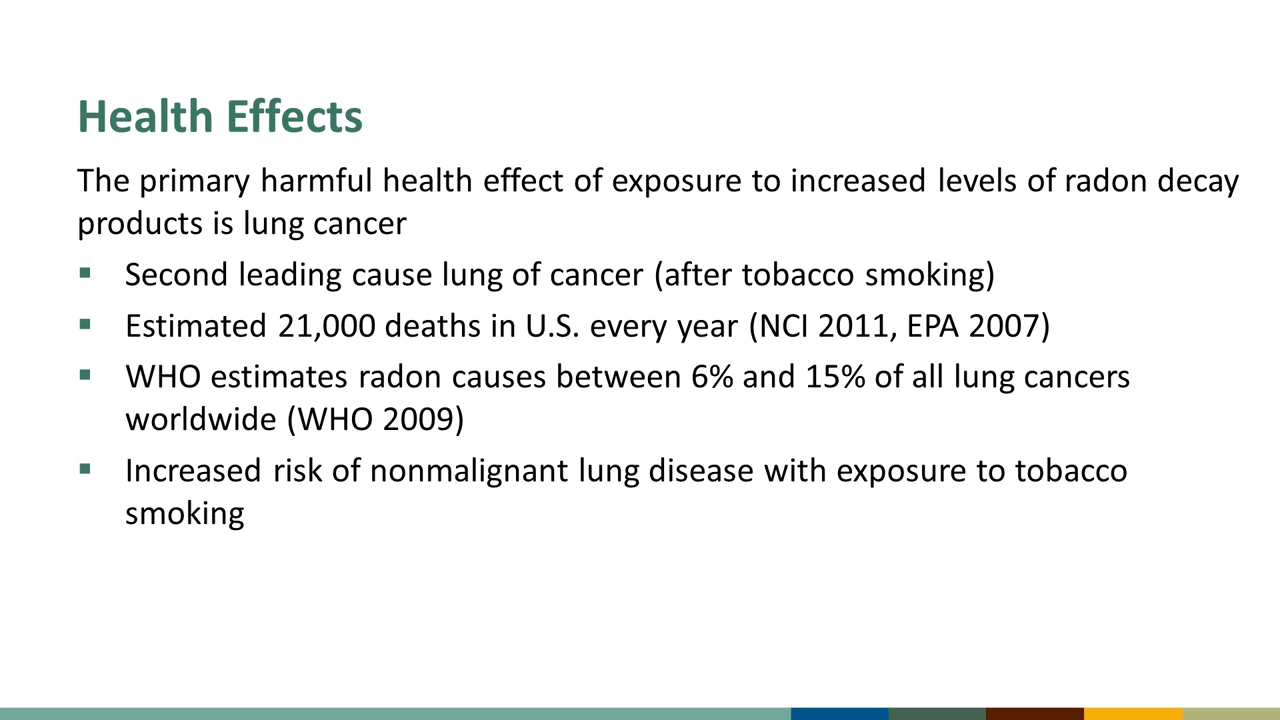 Health Effects
The primary harmful health effect of exposure to increased levels of radon decay
products is lung cancer
▪ Second leading cause lung of cancer (after tobacco smoking)
▪ Estimated 21,000 deaths in U.S. every year (NCI 2011, EPA 2007)
▪ WHO estimates radon causes between 6% and 15% of all lung cancers
worldwide (WHO 2009)
▪ Increased risk of nonmalignant lung disease with exposure to tobacco
smoking